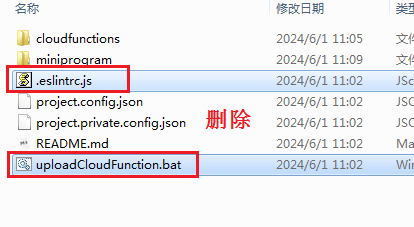 名称 修改日期 类型
cloudfunctions 2024/6/1 11:05 文件
miniprogram 2024/6/1 11:05 文件
.eslintrc.js 2024/6/1 11:02 JSc
project.config.json 2024/6/1 11:02 JSC
project.private.config.json 2024/6/1 11:02 JSC
删除
README.md 2024/6/1 11:02 Ma
uploadCloudFunction.bat 2024/6/1 11:02 Win